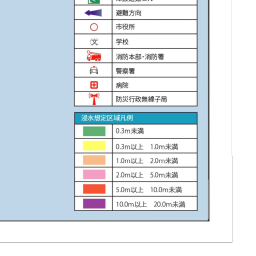 避難方向
市役所
学校
消防本部・消防署
警察署
病院
防災行政無線子局
浸水想定区域凡例
0.3m未満
0.3m以上 1.0m未満
1.0m以上 2.0m未満
2.0m以上 5.0m未満
5.0m以上 10.0m未満
10.0m以上 20.0m未満